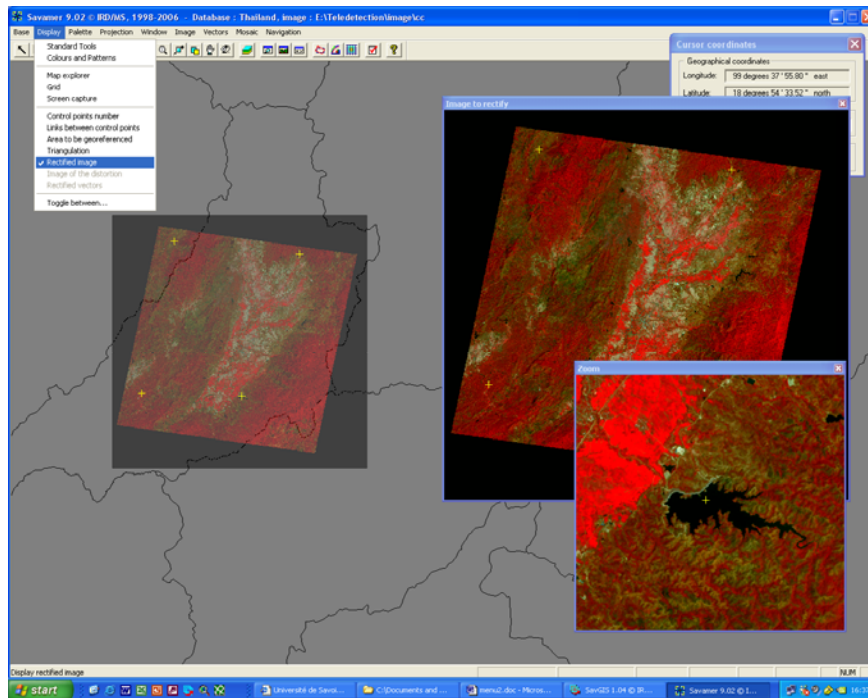 Savamer 9.02 © IRD/MS, 1998-2006 - Database : Thailand, image : E:\Teledetection\image\cc
Base Display Palette Projection Window Image Vectors Mosaic Navigation
Standard Tools
Colours and Patterns
Map explorer
Grid
Screen capture
Control points number
Links between control points
Area to be georeferenced
Triangulation
Rectified image
Image of the distortion
Rectified vectors
Toggle between...
Cursor coordinates
Geographical coordinates
Longitude: 99 degrees 37 ' 55.80 " east
Latitude: 18 degrees 54 ' 33.52 " north
Image to rectify
Zoom
Display rectified image
NUM
start
Université de Savoi...
C:\Documents and ...
menu2.doc - Micros...
SavGIS 1.04 © IR...
Savamer 9.02 © I...